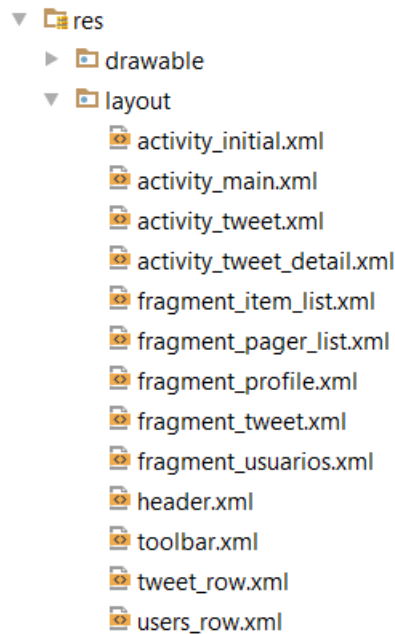 res
drawable
layout
activity_initial.xml
activity_main.xml
activity_tweet.xml
activity_tweet_detail.xml
fragment_item_list.xml
fragment_pager_list.xml
fragment_profile.xml
fragment_tweet.xml
fragment_usuarios.xml
header.xml
toolbar.xml
tweet_row.xml
users_row.xml